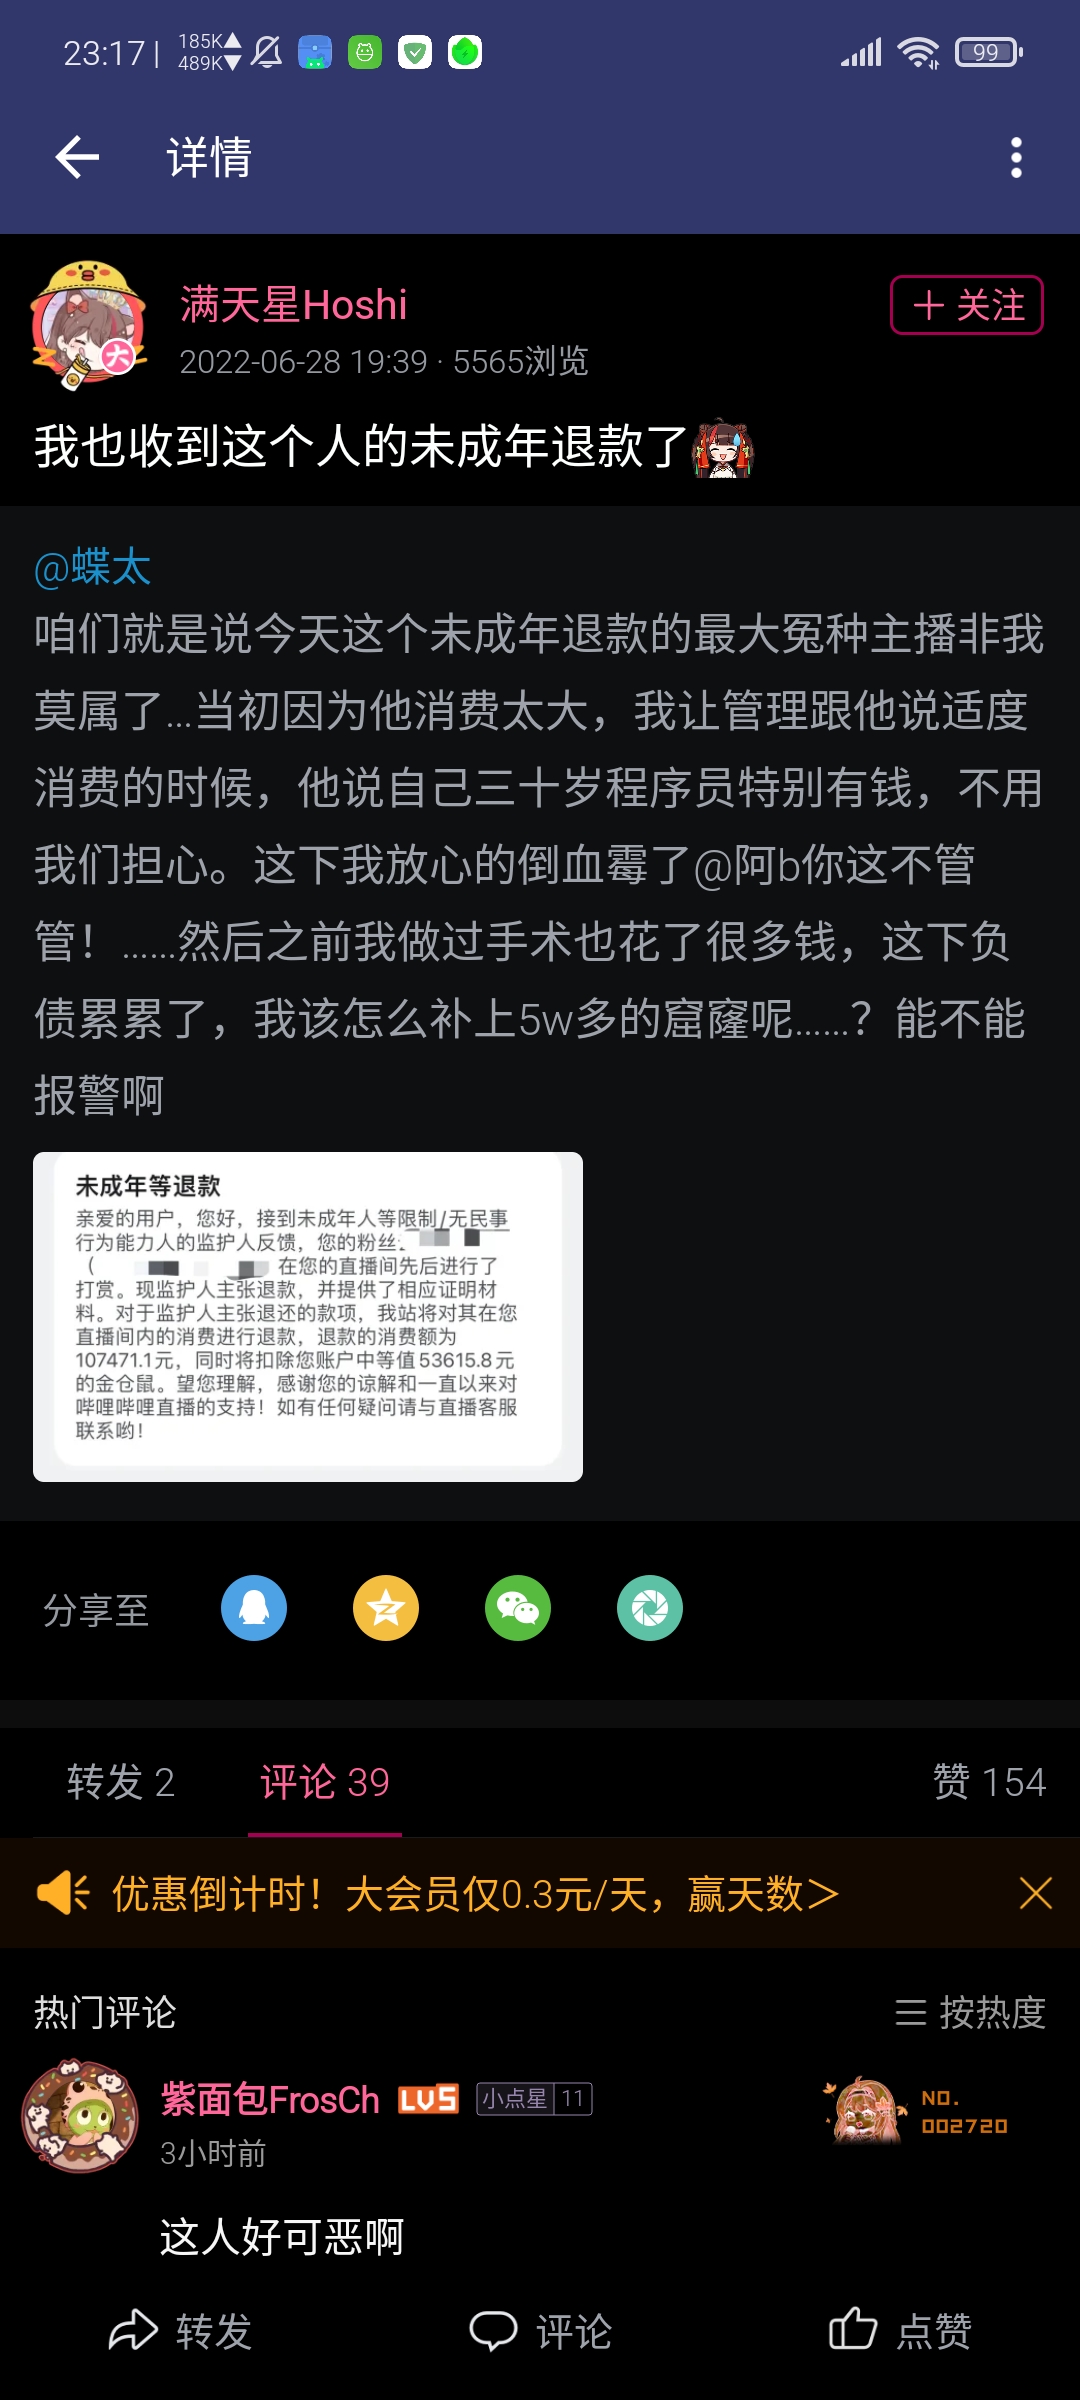 23:17 | 185K 489K 99
详情
满天星Hoshi
+ 关注
2022-06-28 19:39 · 5565浏览
我也收到这个人的未成年退款了
@蝶太
咱们就是说今天这个未成年退款的最大冤种主播非我
莫属了...当初因为他消费太大，我让管理跟他说适度
消费的时候，他说自己三十岁程序员特别有钱，不用
我们担心。这下我放心的倒血霉了@阿b你这不管
管！......然后之前我做过手术也花了很多钱，这下负
债累累了，我该怎么补上5w多的窟窿呢......？能不能
报警啊
未成年等退款
亲爱的用户，您好，接到未成年人等限制/无民事
行为能力人的监护人反馈，您的粉丝:
（ 在您的直播间先后进行了
打赏。现监护人主张退款，并提供了相应证明材
料。对于监护人主张退还的款项，我站将对其在您
直播间内的消费进行退款，退款的消费额为
107471.1元，同时将扣除您账户中等值53615.8元
的金仓鼠。望您理解，感谢您的谅解和一直以来对
哔哩哔哩直播的支持！如有任何疑问请与直播客服
联系哟！
分享至
转发 2 评论 39 赞 154
优惠倒计时！大会员仅0.3元/天，赢天数＞
热门评论 按热度
紫面包FrosCh LV5 小点星 11
NO.
002720
3小时前
这人好可恶啊
转发 评论 点赞